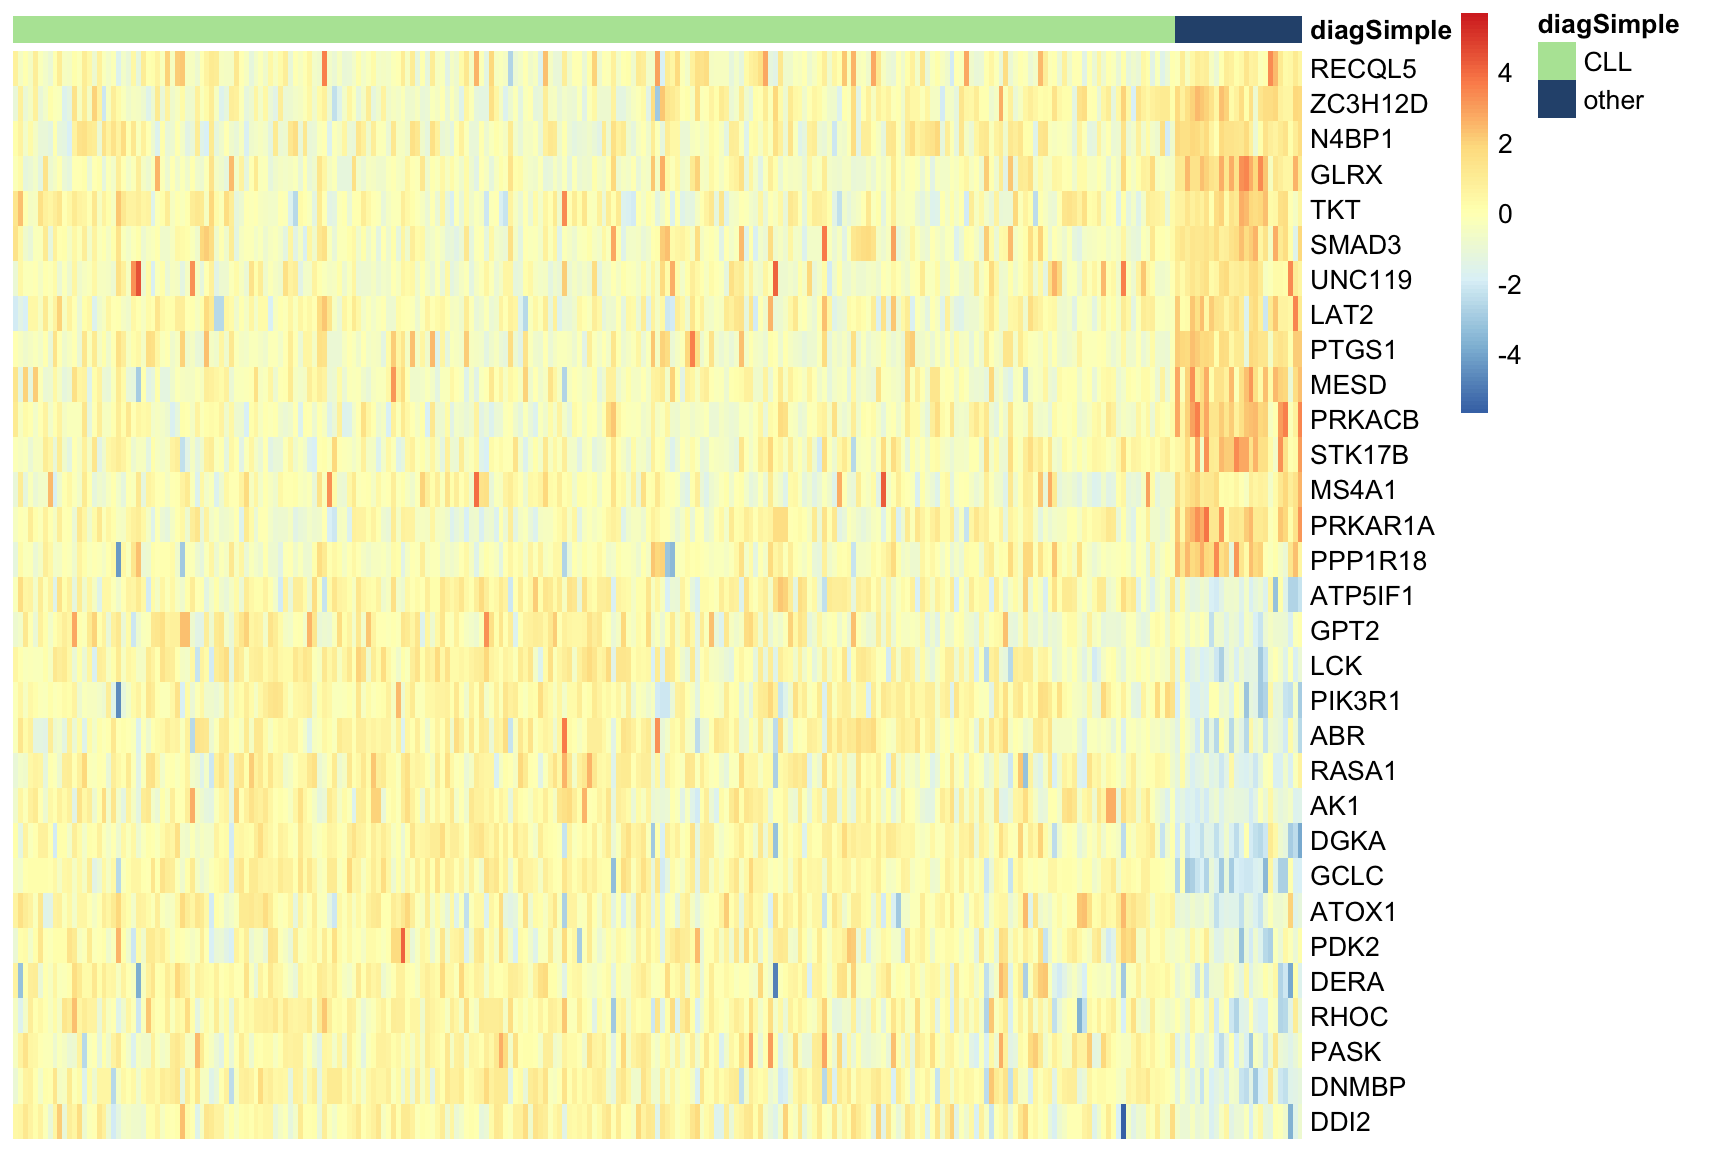 diagSimple
RECQL5
ZC3H12D
N4BP1
GLRX
TKT
SMAD3
UNC119
LAT2
PTGS1
MESD
PRKACB
STK17B
MS4A1
PRKAR1A
PPP1R18
ATP5IF1
GPT2
LCK
PIK3R1
ABR
RASA1
AK1
DGKA
GCLC
ATOX1
PDK2
DERA
RHOC
PASK
DNMBP
DDI2
4
2
0
-2
-4
diagSimple
CLL
other